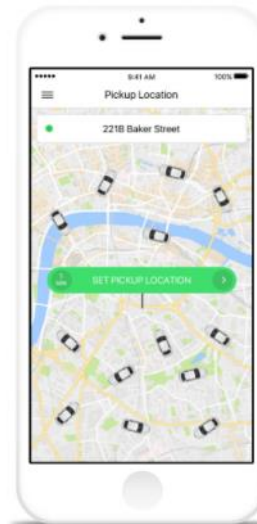 9:41 AM 100%
Pickup Location
221B Baker Street
SET PICKUP LOCATION